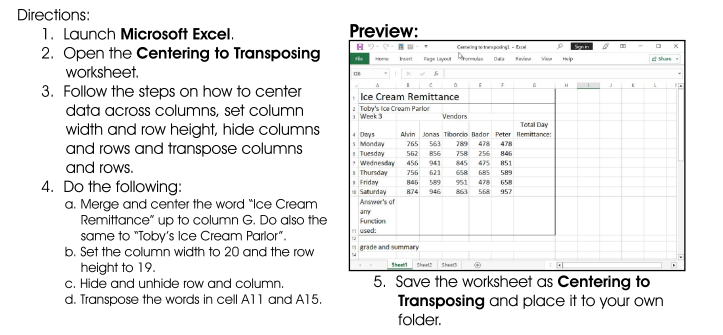 Directions:
1. Launch Microsoft Excel.
2. Open the Centering to Transposing
worksheet.
3. Follow the steps on how to center
data across columns, set column
width and row height, hide columns
and rows and transpose columns
and rows.
4. Do the following:
a. Merge and center the word "Ice Cream
Remittance" up to column G. Do also the
same to "Toby's Ice Cream Parlor".
b. Set the column width to 20 and the row
height to 19.
c. Hide and unhide row and column.
d. Transpose the words in cell A11 and A15.
Preview:
Centering to transposing1 - Excel Sign in
File Home Insert Page Layout Formulas Data Review View Help Share
A B C D E F G H I J K L
1 Ice Cream Remittance
2 Toby's Ice Cream Parlor
3 Week 3 Vendors
Total Day
4 Days Alvin Jonas Tiborcio Bador Peter Remittance:
5 Monday 765 563 789 478 478
6 Tuesday 562 856 758 256 846
7 Wednesday 456 941 845 475 851
8 Thursday 756 621 658 685 589
9 Friday 846 589 951 478 658
10 Saturday 874 946 863 568 957
Answer's of
any
Function
11 used:
12
13 grade and summary
14
Sheet1 Sheet2 Sheet3
5. Save the worksheet as Centering to
Transposing and place it to your own
folder.